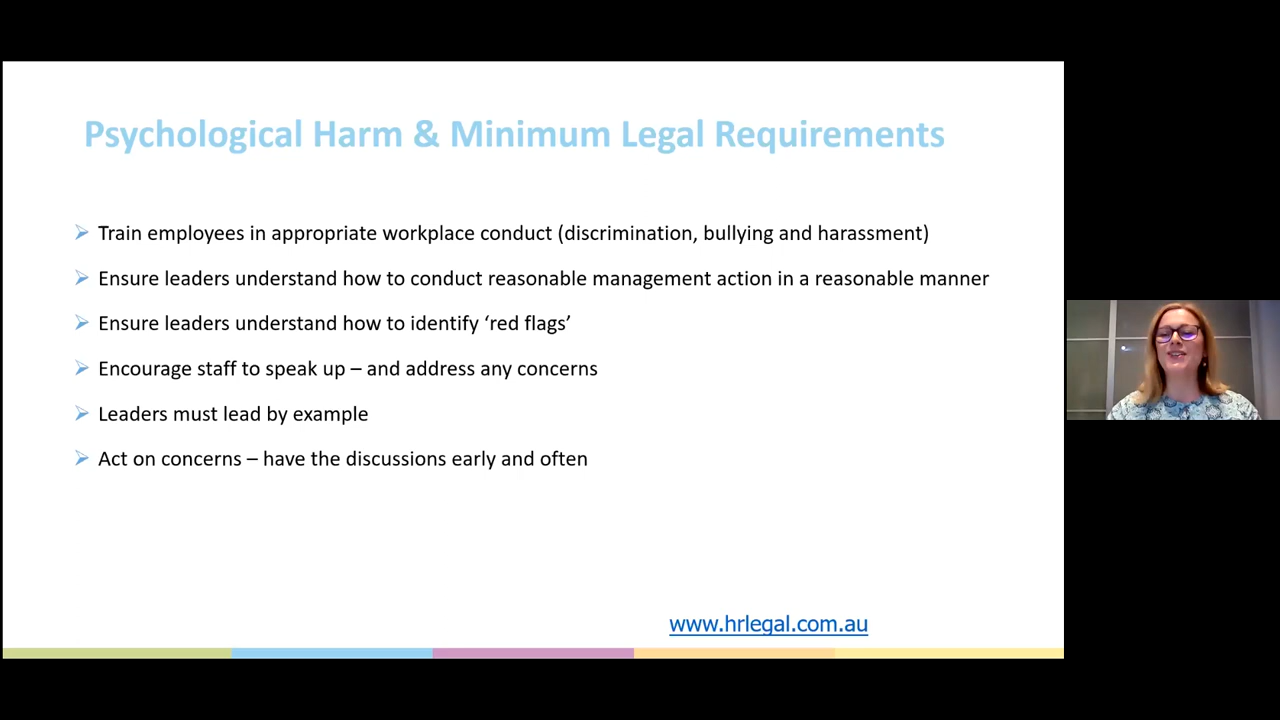 Psychological Harm & Minimum Legal Requirements
Train employees in appropriate workplace conduct (discrimination, bullying and harassment)
Ensure leaders understand how to conduct reasonable management action in a reasonable manner
Ensure leaders understand how to identify ‘red flags’
Encourage staff to speak up – and address any concerns
Leaders must lead by example
Act on concerns – have the discussions early and often
www.hrlegal.com.au